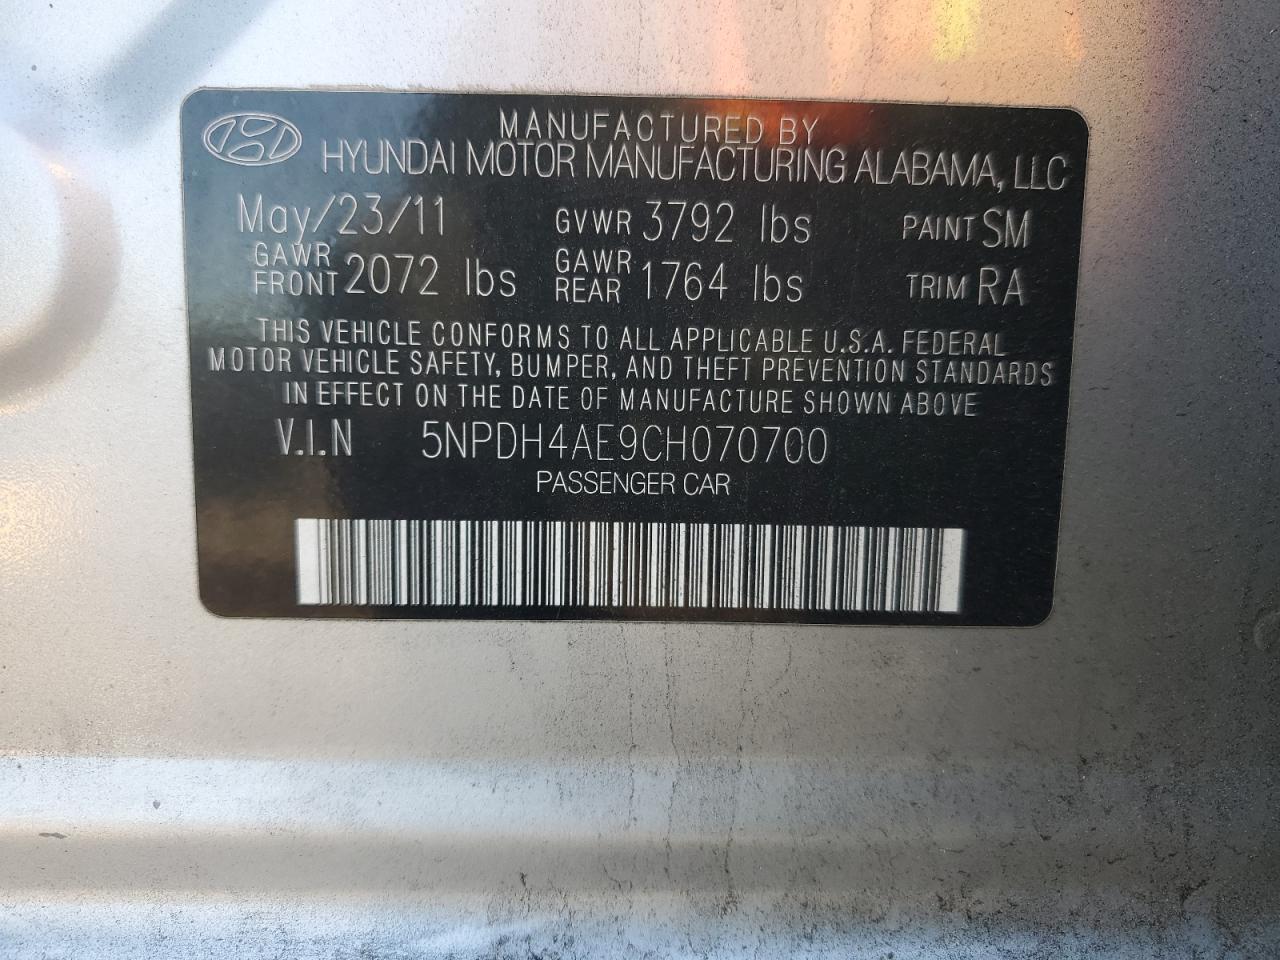 MANUFACTURED BY
HYUNDAI MOTOR MANUFACTURING ALABAMA, LLC
May/23/11 GVWR 3792 lbs PAINT SM
GAWR FRONT 2072 lbs GAWR REAR 1764 lbs TRIM RA
THIS VEHICLE CONFORMS TO ALL APPLICABLE U.S.A. FEDERAL
MOTOR VEHICLE SAFETY, BUMPER, AND THEFT PREVENTION STANDARDS
IN EFFECT ON THE DATE OF MANUFACTURE SHOWN ABOVE
V.I.N 5NPDH4AE9CH070700
PASSENGER CAR